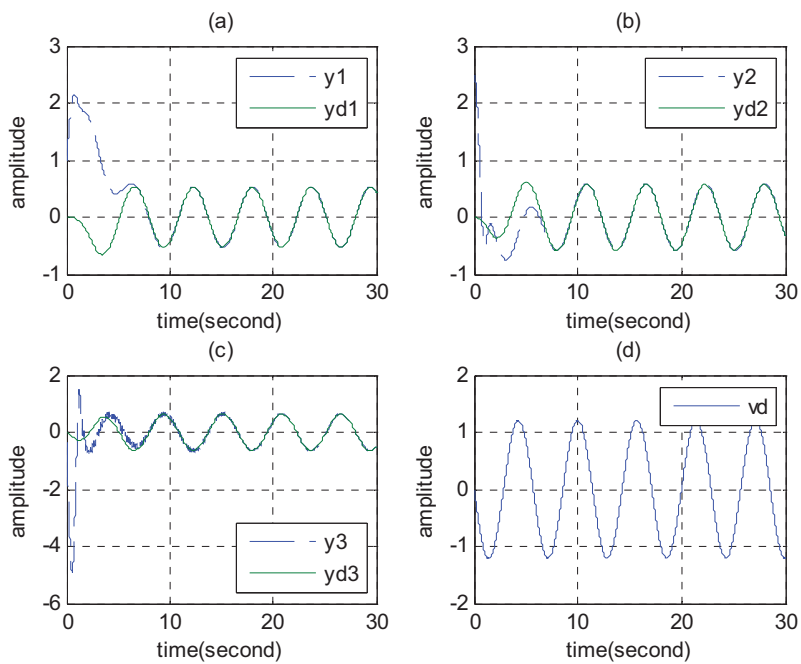 (a)
3
2
1
0
-1
amplitude
y1
yd1
0
10
20
30
time(second)
(b)
3
2
1
0
-1
amplitude
y2
yd2
0
10
20
30
time(second)
(c)
2
0
-2
-4
-6
amplitude
y3
yd3
0
10
20
30
time(second)
(d)
2
1
0
-1
-2
amplitude
vd
0
10
20
30
time(second)